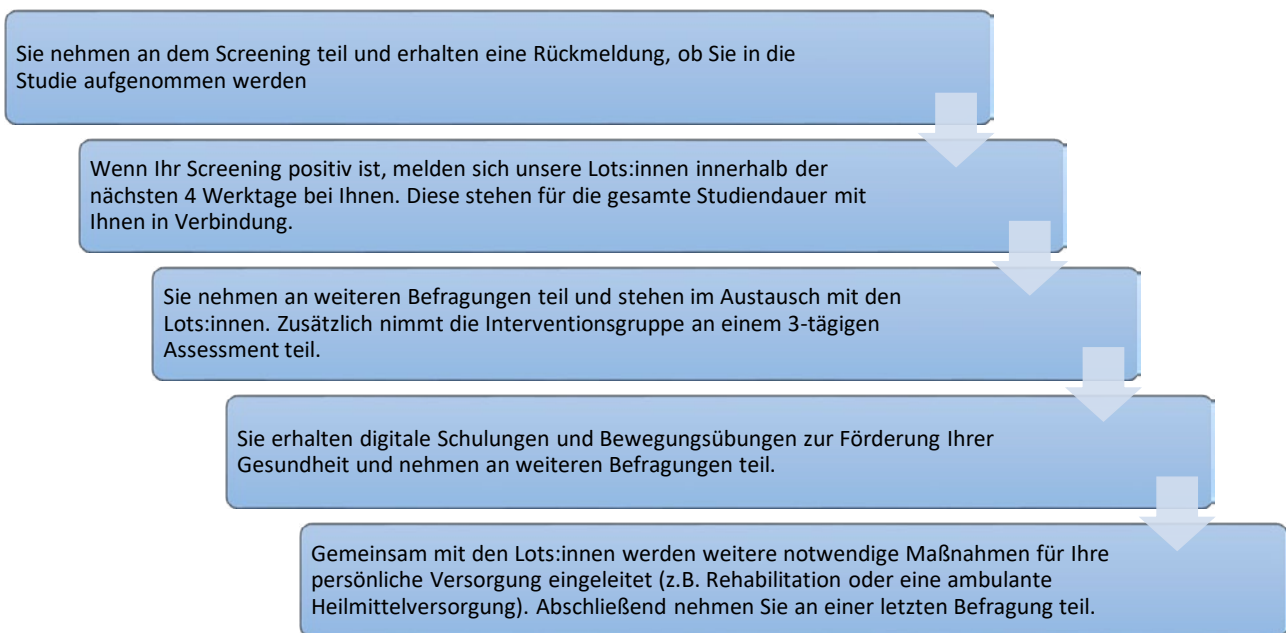 Sie nehmen an dem Screening teil und erhalten eine Rückmeldung, ob Sie in die
Studie aufgenommen werden
Wenn Ihr Screening positiv ist, melden sich unsere Lots:innen innerhalb der
nächsten 4 Werktage bei Ihnen. Diese stehen für die gesamte Studiendauer mit
Ihnen in Verbindung.
Sie nehmen an weiteren Befragungen teil und stehen im Austausch mit den
Lots:innen. Zusätzlich nimmt die Interventionsgruppe an einem 3-tägigen
Assessment teil.
Sie erhalten digitale Schulungen und Bewegungsübungen zur Förderung Ihrer
Gesundheit und nehmen an weiteren Befragungen teil.
Gemeinsam mit den Lots:innen werden weitere notwendige Maßnahmen für Ihre
persönliche Versorgung eingeleitet (z.B. Rehabilitation oder eine ambulante
Heilmittelversorgung). Abschließend nehmen Sie an einer letzten Befragung teil.